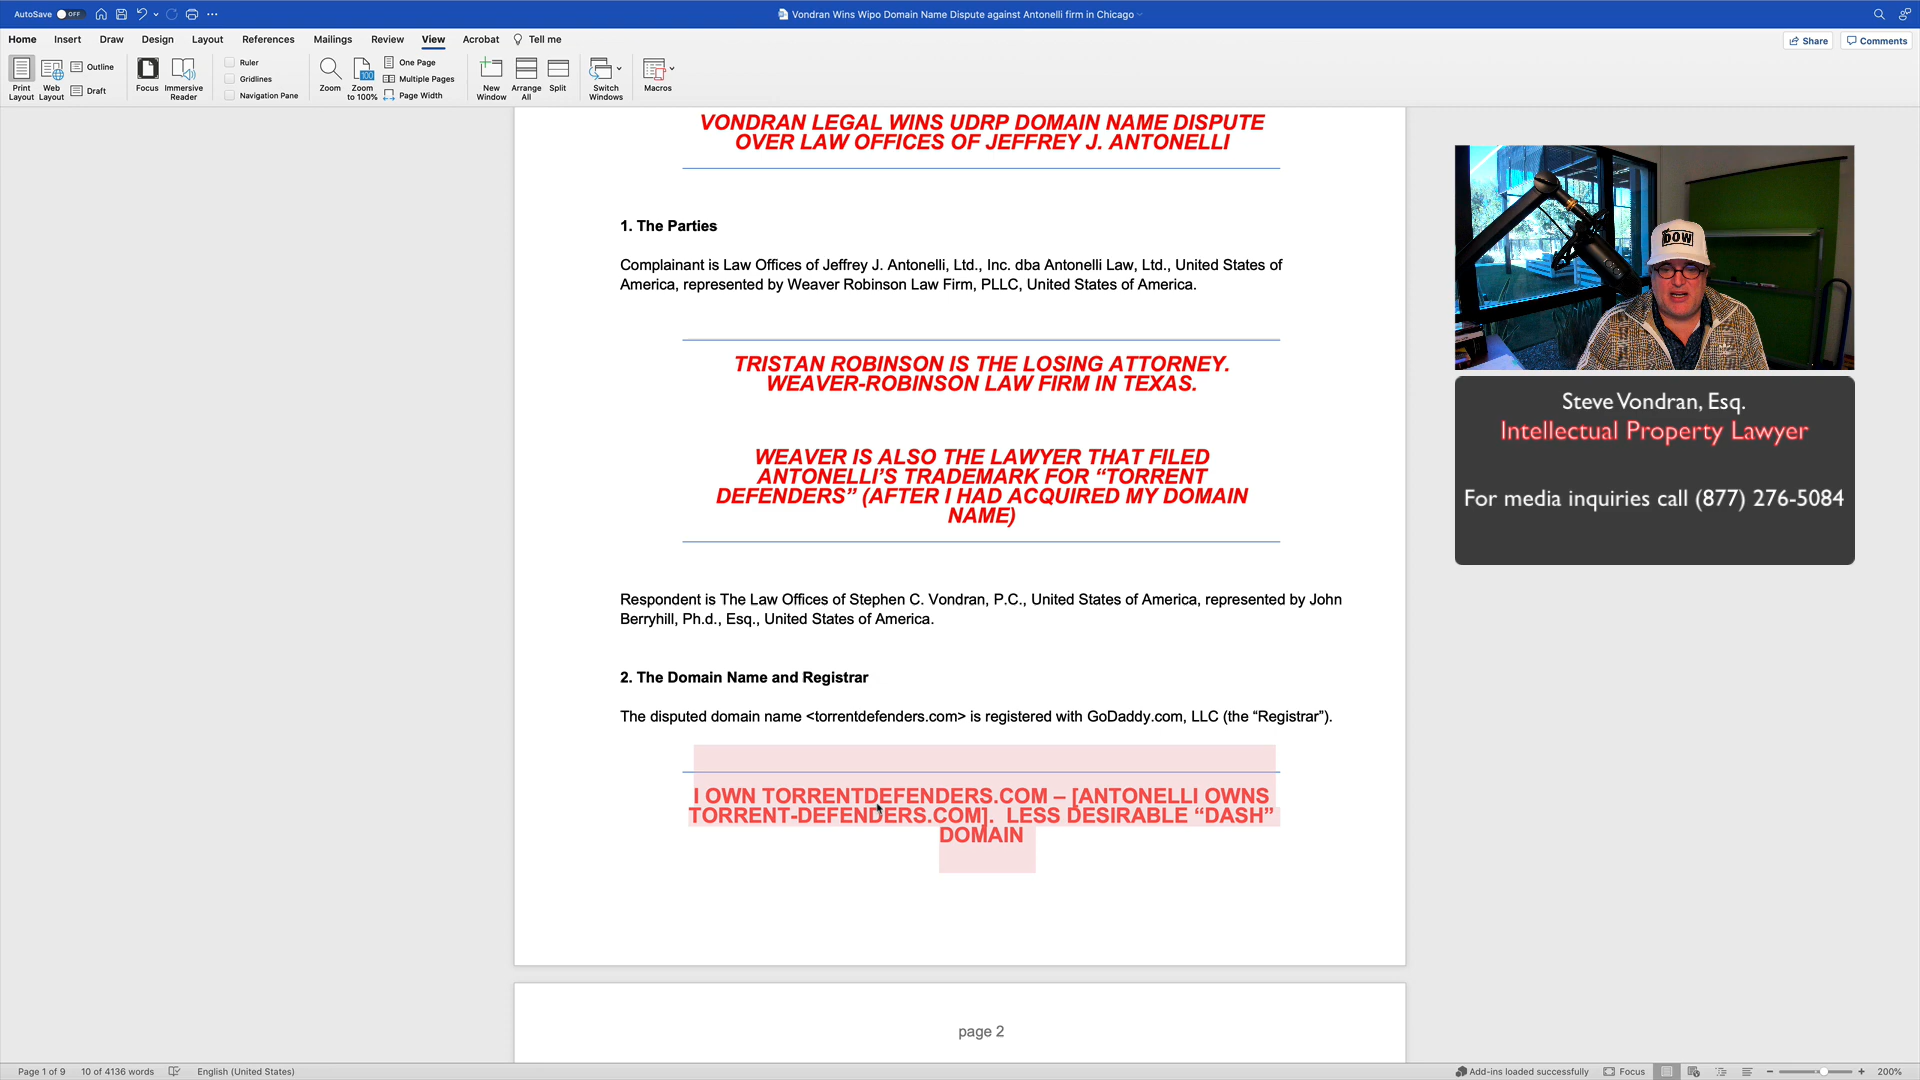 AutoSave OFF
Vondran Wins Wipo Domain Name Dispute against Antonelli firm in Chicago
Home Insert Draw Design Layout References Mailings Review View Acrobat Tell me
Share Comments
Print Layout
Web Layout
Outline
Draft
Focus
Immersive Reader
Ruler
Gridlines
Navigation Pane
Zoom
100
Zoom to 100%
One Page
Multiple Pages
Page Width
New Window
Arrange All
Split
Switch Windows
Macros
VONDRAN LEGAL WINS UDRP DOMAIN NAME DISPUTE
OVER LAW OFFICES OF JEFFREY J. ANTONELLI
1. The Parties
Complainant is Law Offices of Jeffrey J. Antonelli, Ltd., Inc. dba Antonelli Law, Ltd., United States of
America, represented by Weaver Robinson Law Firm, PLLC, United States of America.
TRISTAN ROBINSON IS THE LOSING ATTORNEY.
WEAVER-ROBINSON LAW FIRM IN TEXAS.
WEAVER IS ALSO THE LAWYER THAT FILED
ANTONELLI’S TRADEMARK FOR “TORRENT
DEFENDERS” (AFTER I HAD ACQUIRED MY DOMAIN
NAME)
Respondent is The Law Offices of Stephen C. Vondran, P.C., United States of America, represented by John
Berryhill, Ph.d., Esq., United States of America.
2. The Domain Name and Registrar
The disputed domain name <torrentdefenders.com> is registered with GoDaddy.com, LLC (the “Registrar”).
I OWN TORRENTDEFENDERS.COM – [ANTONELLI OWNS
TORRENT-DEFENDERS.COM]. LESS DESIRABLE “DASH”
DOMAIN
page 2
DOW
Steve Vondran, Esq.
Intellectual Property Lawyer
For media inquiries call (877) 276-5084
Page 1 of 9 10 of 4136 words English (United States)
Add-ins loaded successfully Focus 200%